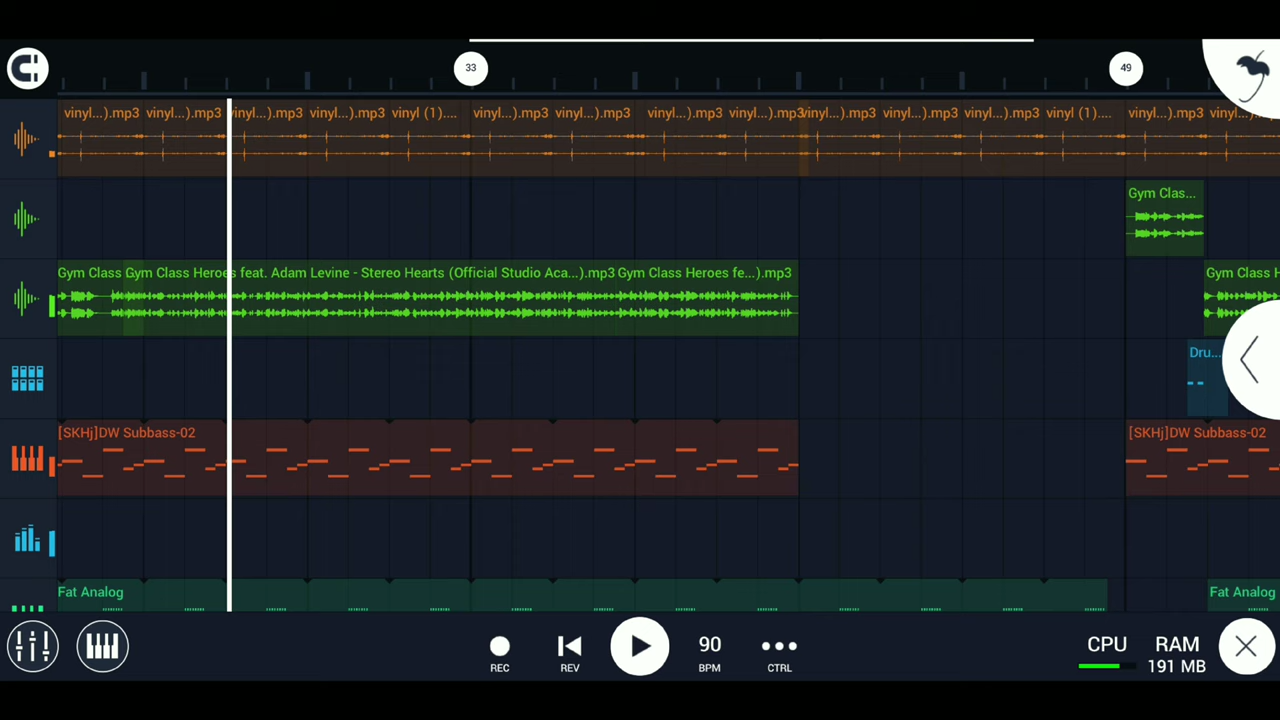 33
49
vinyl...).mp3 vinyl...).mp3 vinyl...).mp3 vinyl...).mp3 vinyl (1).... vinyl...).mp3 vinyl...).mp3 vinyl...).mp3 vinyl...).mp3 vinyl...).mp3 vinyl...).mp3 vinyl...).mp3 vinyl (1).... vinyl...).mp3 vinyl...
Gym Clas...
Gym Class Gym Class Heroes feat. Adam Levine - Stereo Hearts (Official Studio Aca...).mp3 Gym Class Heroes fe...).mp3 Gym Class H
Dru...
[SKHj]DW Subbass-02 [SKHj]DW Subbass-02
Fat Analog Fat Analog
REC
REV
90
BPM
CTRL
CPU
RAM
191 MB